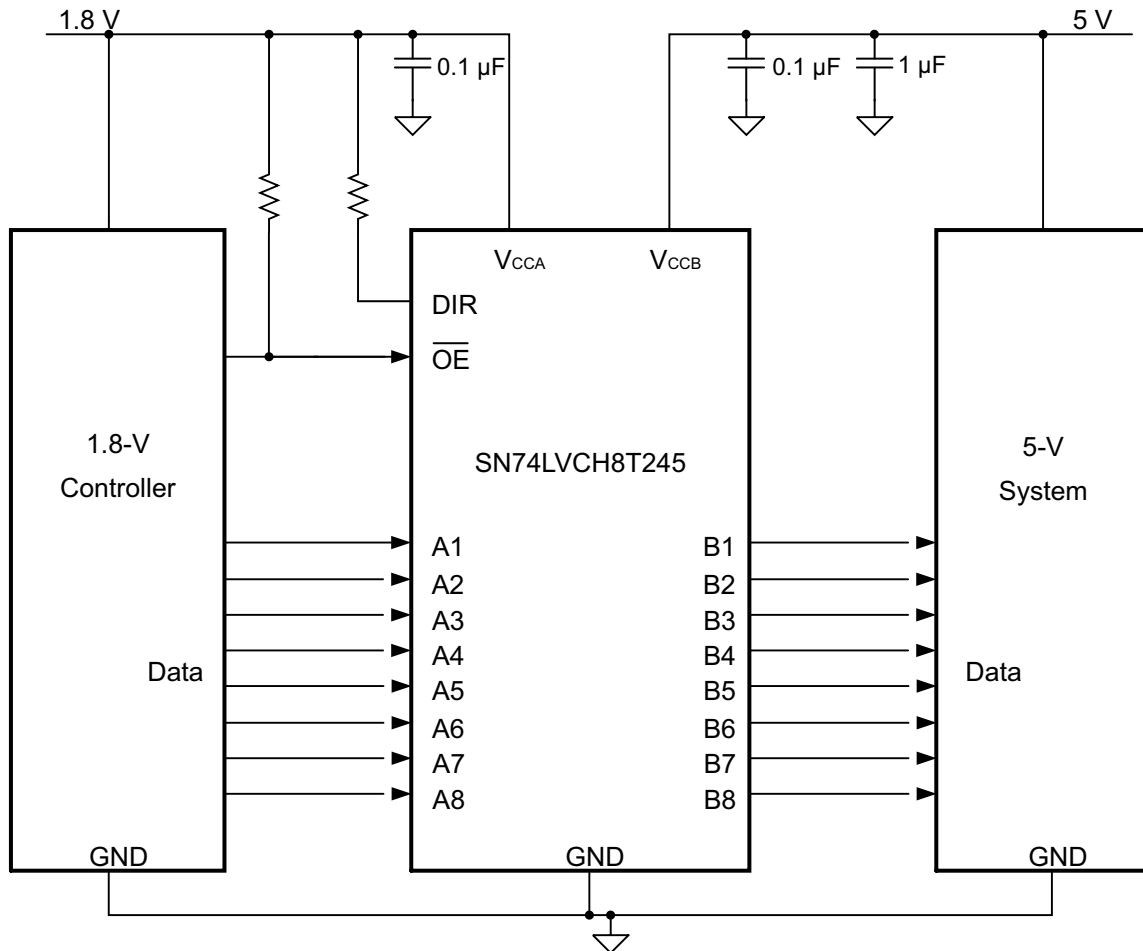 1.8 V
5 V
0.1 µF
0.1 µF
1 µF
VCCA
VCCB
DIR
O̅E̅
1.8-V
Controller
SN74LVCH8T245
5-V
System
A1
B1
A2
B2
A3
B3
A4
B4
Data
Data
A5
B5
A6
B6
A7
B7
A8
B8
GND
GND
GND